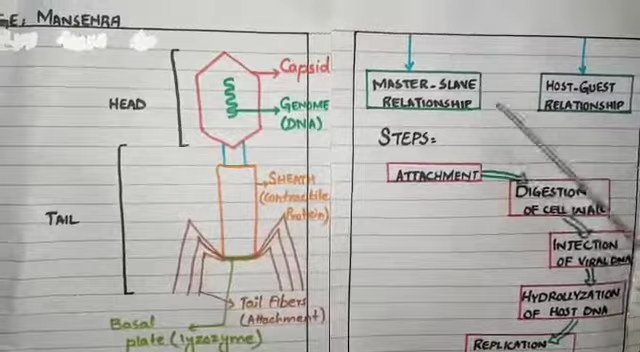 GE, MANSEHRA
HEAD
Capsid
GENOME
(DNA)
TAIL
SHEATH
(Contractile
Protein)
Tail Fibers
(Attachment)
Basal
plate (lyzozyme)
MASTER-SLAVE
RELATIONSHIP
HOST-GUEST
RELATIONSHIP
STEPS:
ATTACHMENT
DIGESTION
OF CELL WALL
INJECTION
OF VIRAL DNA
HYDROLLYZATION
OF HOST DNA
REPLICATION